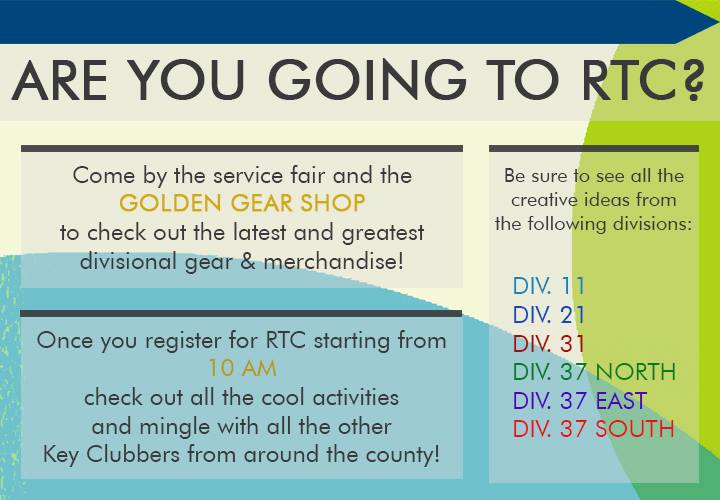 ARE YOU GOING TO RTC?
Come by the service fair and the
GOLDEN GEAR SHOP
to check out the latest and greatest
divisional gear & merchandise!
Once you register for RTC starting from
10 AM
check out all the cool activities
and mingle with all the other
Key Clubbers from around the county!
Be sure to see all the
creative ideas from
the following divisions:
DIV. 11
DIV. 21
DIV. 31
DIV. 37 NORTH
DIV. 37 EAST
DIV. 37 SOUTH